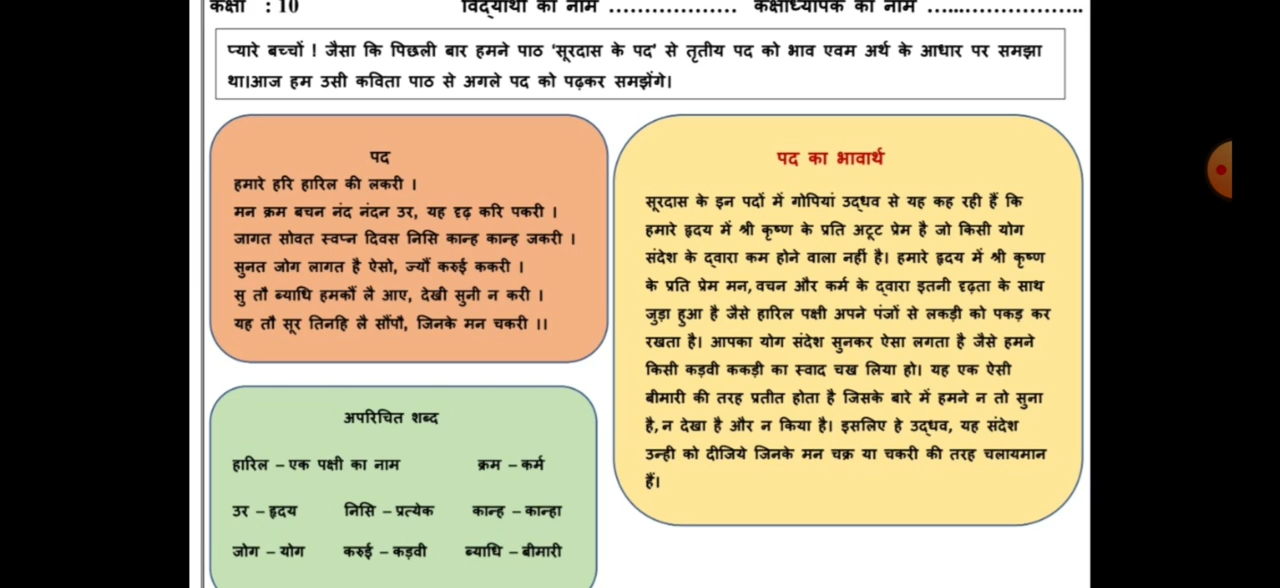 कक्षा : 10 विद्यार्थी का नाम .................. कक्षाध्यापक का नाम ......................
प्यारे बच्चों ! जैसा कि पिछली बार हमने पाठ ‘सूरदास के पद’ से तृतीय पद को भाव एवम अर्थ के आधार पर समझा
था।आज हम उसी कविता पाठ से अगले पद को पढ़कर समझेंगे।
पद
हमारे हरि हारिल की लकरी ।
मन क्रम बचन नंद नंदन उर, यह दृढ़ करि पकरी ।
जागत सोवत स्वप्न दिवस निसि कान्ह कान्ह जकरी ।
सुनत जोग लागत है ऐसो, ज्यौं करुई ककरी ।
सु तौ ब्याधि हमकौं लै आए, देखी सुनी न करी ।
यह तौ सूर तिनहि लै सौंपौ, जिनके मन चकरी ।।
पद का भावार्थ
सूरदास के इन पदों में गोपियां उद्धव से यह कह रही हैं कि
हमारे हृदय में श्री कृष्ण के प्रति अटूट प्रेम है जो किसी योग
संदेश के द्वारा कम होने वाला नहीं है। हमारे हृदय में श्री कृष्ण
के प्रति प्रेम मन, वचन और कर्म के द्वारा इतनी दृढ़ता के साथ
जुड़ा हुआ है जैसे हारिल पक्षी अपने पंजों से लकड़ी को पकड़ कर
रखता है। आपका योग संदेश सुनकर ऐसा लगता है जैसे हमने
किसी कड़वी ककड़ी का स्वाद चख लिया हो। यह एक ऐसी
बीमारी की तरह प्रतीत होता है जिसके बारे में हमने न तो सुना
है, न देखा है और न किया है। इसलिए हे उद्धव, यह संदेश
उन्ही को दीजिये जिनके मन चक्र या चकरी की तरह चलायमान
हैं।
अपरिचित शब्द
हारिल – एक पक्षी का नाम क्रम – कर्म
उर – हृदय निसि – प्रत्येक कान्ह – कान्हा
जोग – योग करुई – कड़वी ब्याधि – बीमारी